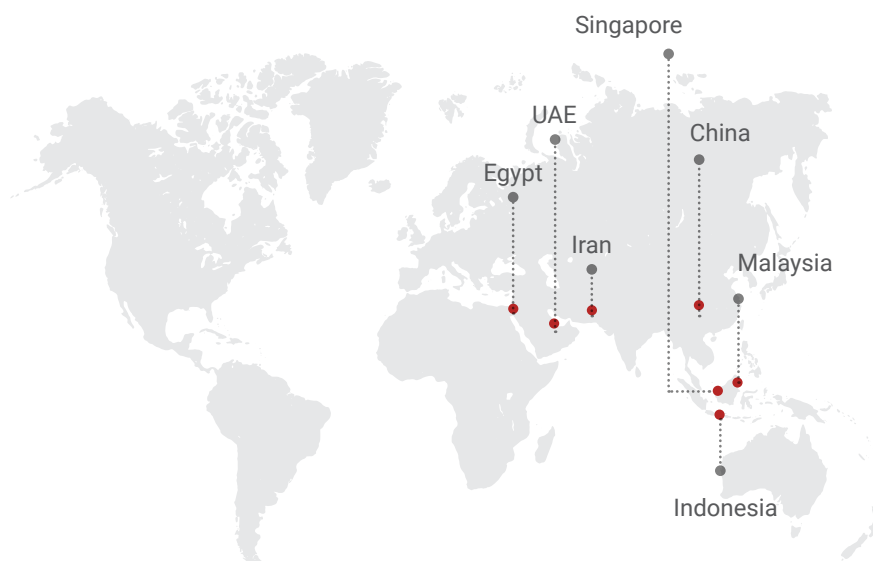 Singapore
UAE
China
Egypt
Iran
Malaysia
Indonesia